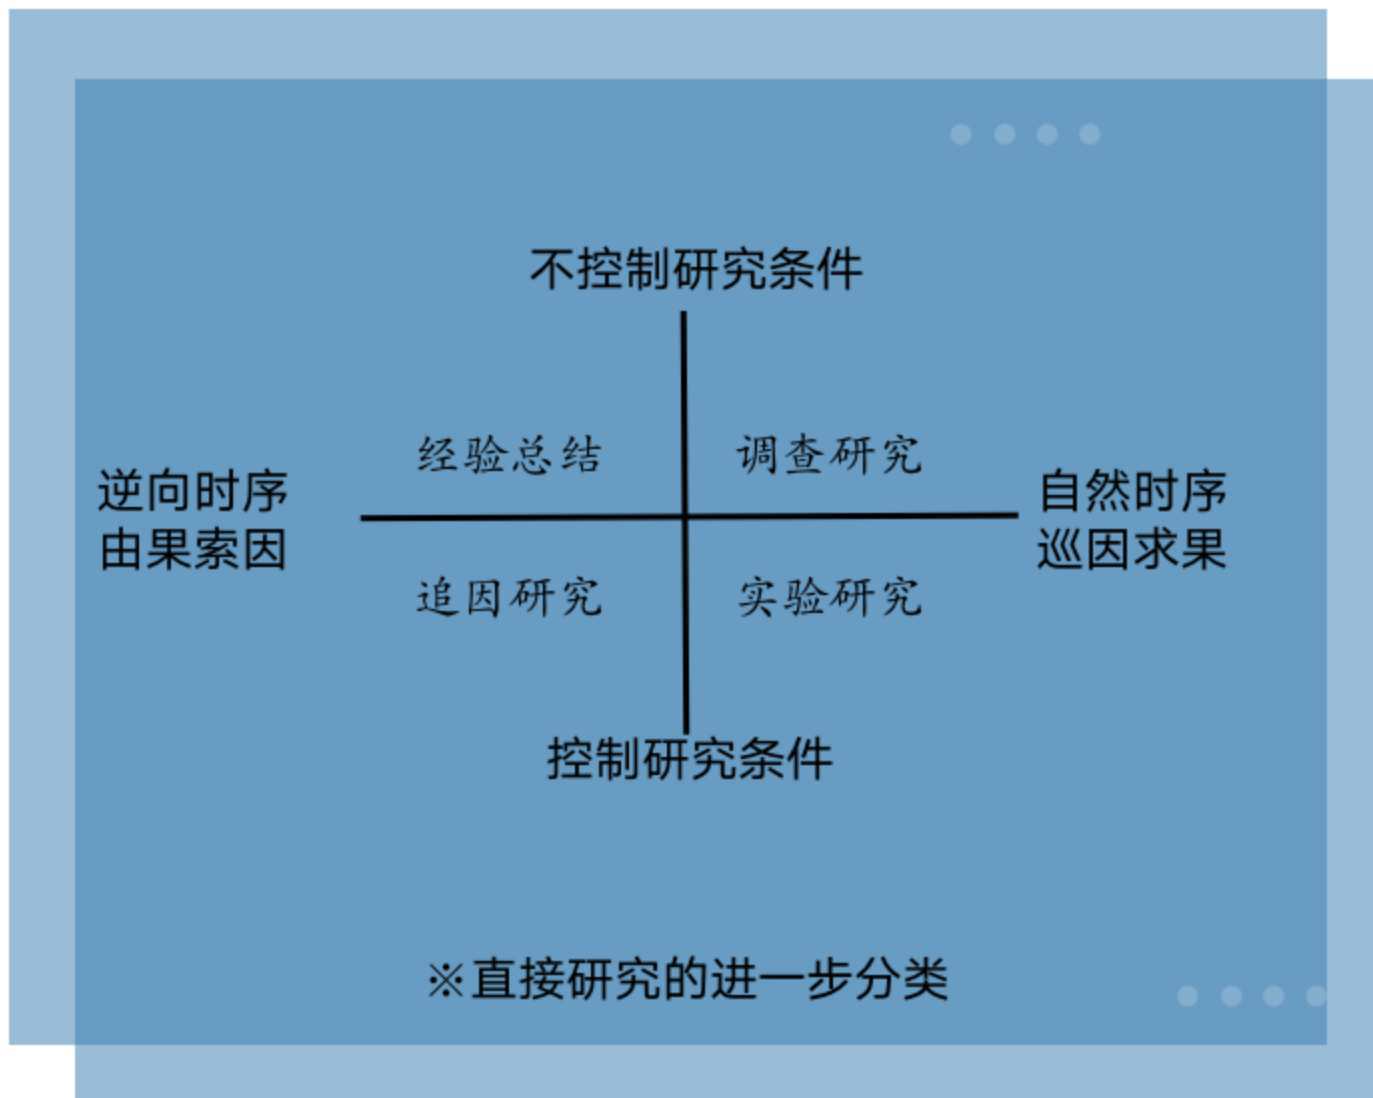 不控制研究条件
经验总结
调查研究
逆向时序
由果索因
自然时序
巡因求果
追因研究
实验研究
控制研究条件
※直接研究的进一步分类